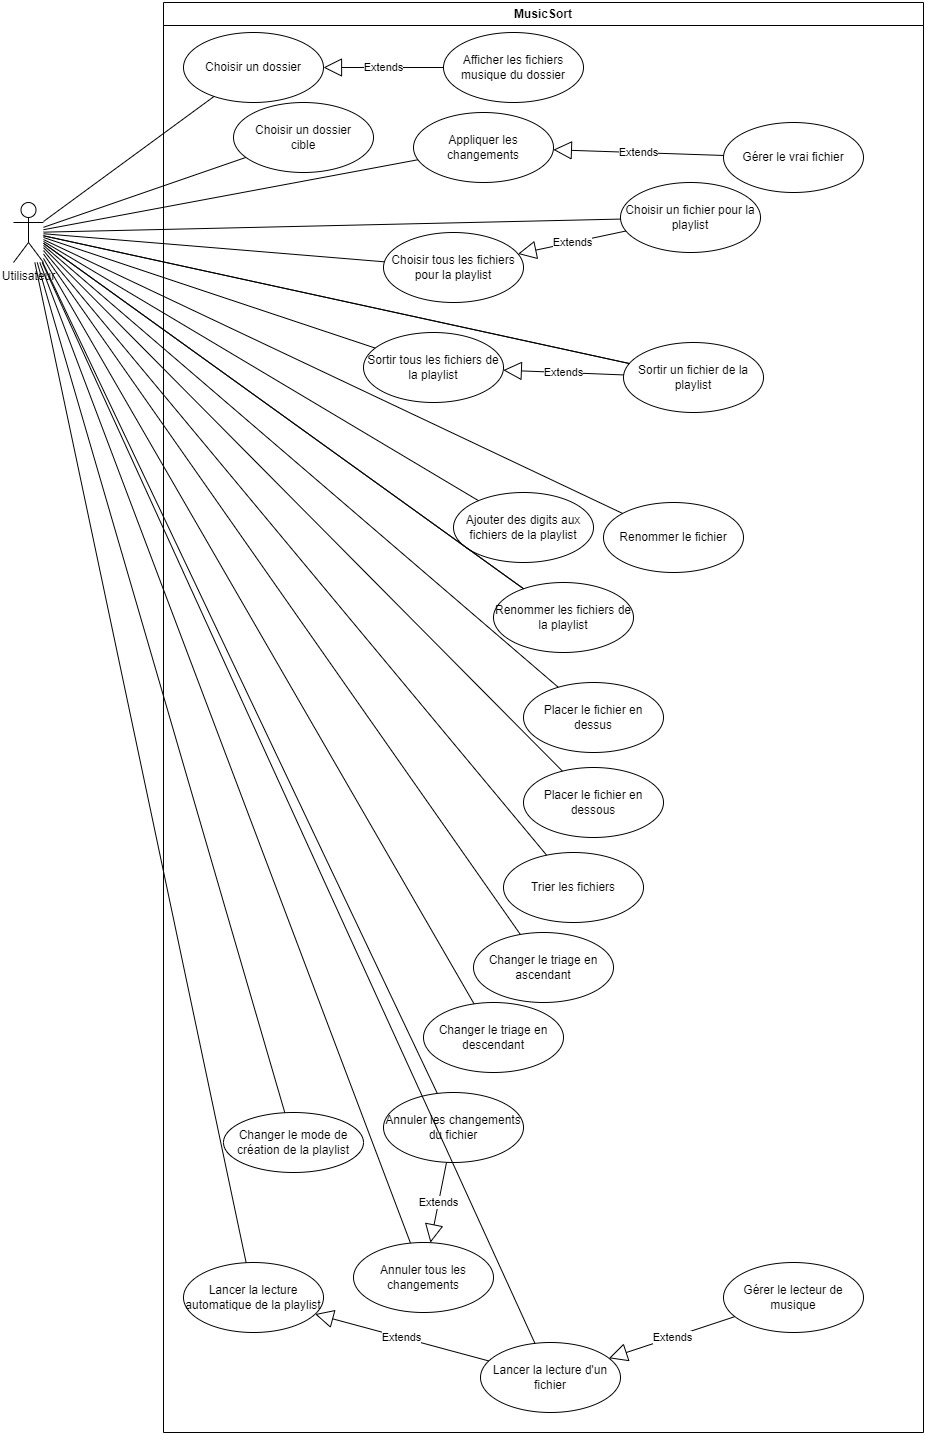 MusicSort
Choisir un dossier
Extends
Afficher les fichiers
musique du dossier
Choisir un dossier
cible
Appliquer les
changements
Extends
Gérer le vrai fichier
Choisir un fichier pour la
playlist
Extends
Choisir tous les fichiers
pour la playlist
Utilisateur
Sortir tous les fichiers de
la playlist
Extends
Sortir un fichier de la
playlist
Ajouter des digits aux
fichiers de la playlist
Renommer le fichier
Renommer les fichiers de
la playlist
Placer le fichier en
dessus
Placer le fichier en
dessous
Trier les fichiers
Changer le triage en
ascendant
Changer le triage en
descendant
Annuler les changements
du fichier
Changer le mode de
création de la playlist
Extends
Annuler tous les
changements
Lancer la lecture
automatique de la playlist
Gérer le lecteur de
musique
Extends
Extends
Lancer la lecture d'un
fichier